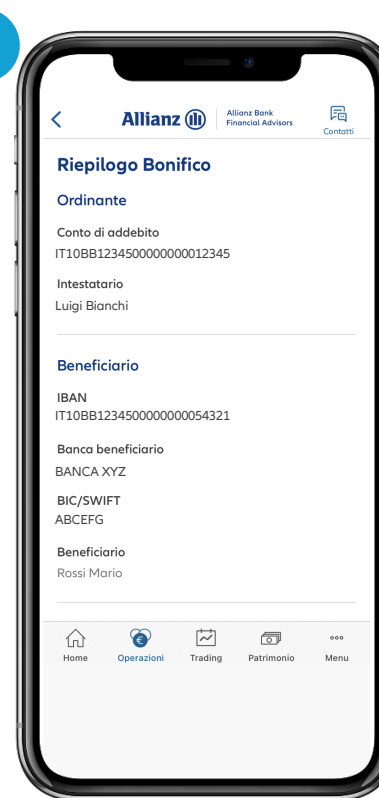 Allianz
Allianz Bank
Financial Advisors
Contatti
Riepilogo Bonifico
Ordinante
Conto di addebito
IT10BB1234500000000012345
Intestatario
Luigi Bianchi
Beneficiario
IBAN
IT10BB1234500000000054321
Banca beneficiario
BANCA XYZ
BIC/SWIFT
ABCEFG
Beneficiario
Rossi Mario
Home
Operazioni
Trading
Patrimonio
Menu